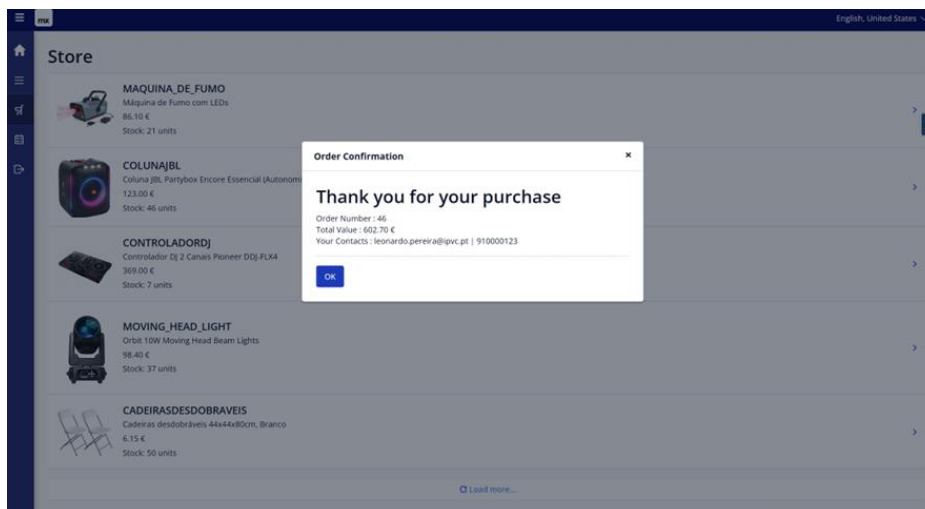 mx
English, United States
Store
MAQUINA_DE_FUMO
Máquina de Fumo com LEDs
86.10 €
Stock: 21 units
COLUNAJBL
Coluna JBL Partybox Encore Essencial (Autonomi
123.00 €
Stock: 46 units
CONTROLADORDJ
Controlador DJ 2 Canais Pioneer DDJ-FLX4
369.00 €
Stock: 7 units
MOVING_HEAD_LIGHT
Orbit 10W Moving Head Beam Lights
98.40 €
Stock: 37 units
CADEIRASDESDOBRAVEIS
Cadeiras desdobráveis 44x44x80cm, Branco
6.15 €
Stock: 50 units
Load more...
Order Confirmation
Thank you for your purchase
Order Number : 46
Total Value : 602.70 €
Your Contacts : leonardo.pereira@ipvc.pt | 910000123
OK